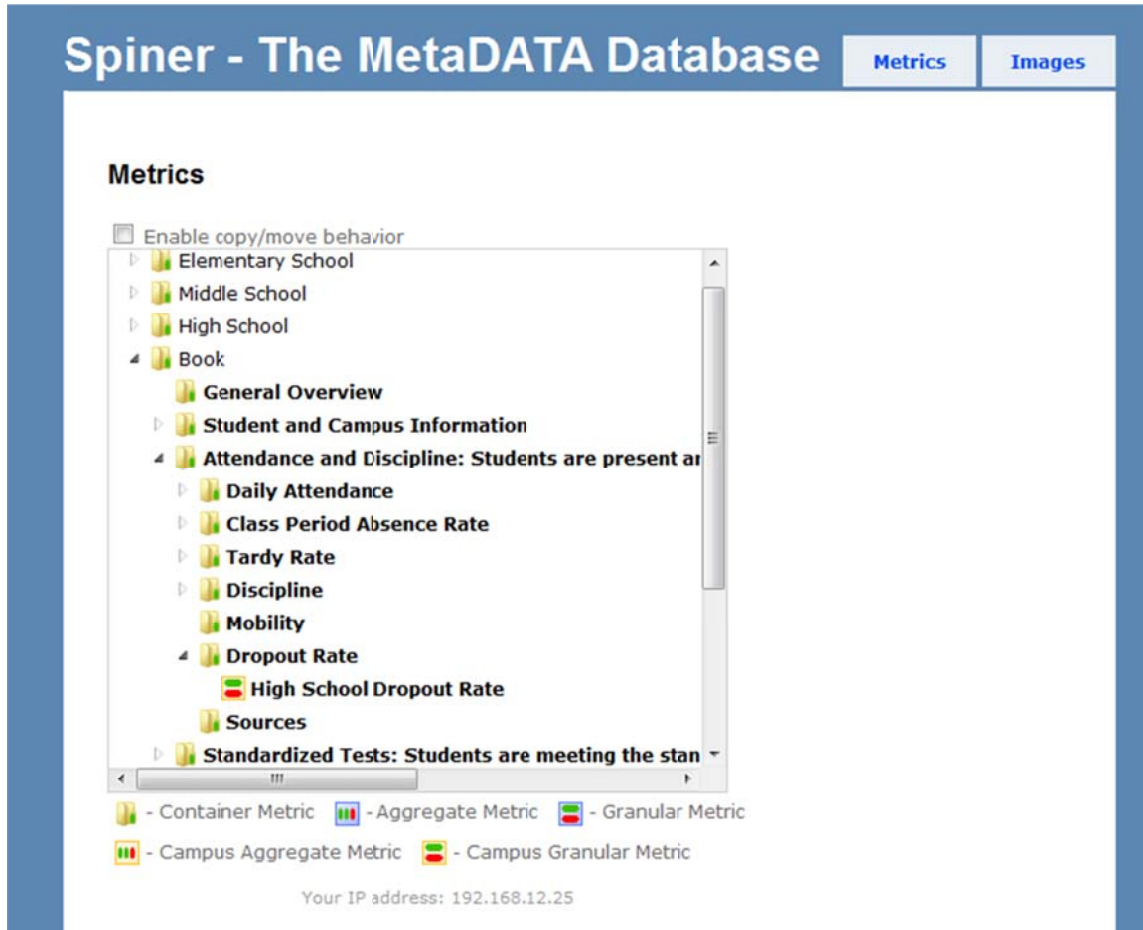 Spiner - The MetaDATA Database Metrics Images
Metrics
Enable copy/move behavior
Elementary School
Middle School
High School
Book
General Overview
Student and Campus Information
Attendance and Discipline: Students are present ar
Daily Attendance
Class Period Absence Rate
Tardy Rate
Discipline
Mobility
Dropout Rate
High School Dropout Rate
Sources
Standardized Tests: Students are meeting the stan
- Container Metric - Aggregate Metric - Granular Metric
- Campus Aggregate Metric - Campus Granular Metric
Your IP address: 192.168.12.25